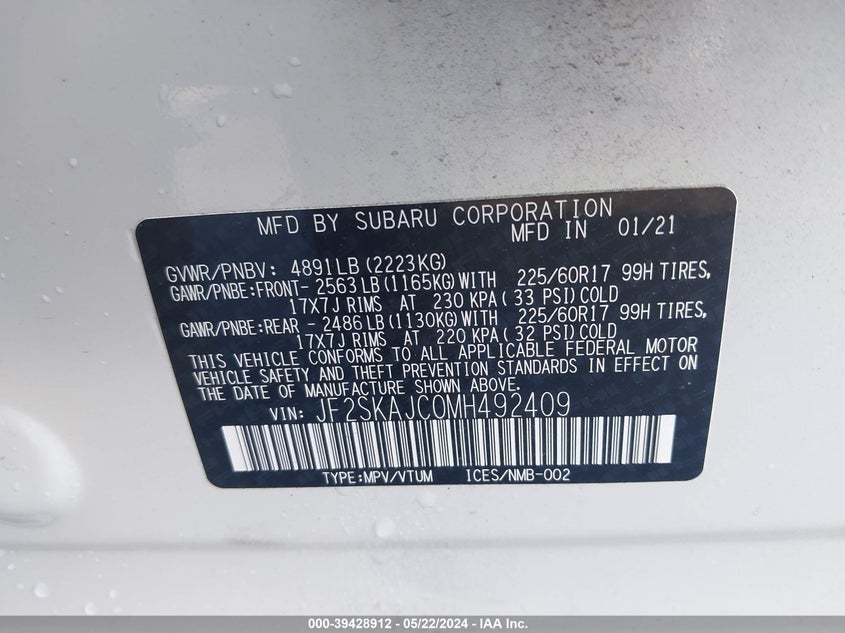 MFD BY SUBARU CORPORATION
MFD IN 01/21
GVWR/PNBV: 4891LB(2223KG)
GAWR/PNBE:FRONT- 2563LB(1165KG)WITH 225/60R17 99H TIRES,
17X7J RIMS AT 230 KPA(33 PSI)COLD
GAWR/PNBE:REAR - 2486LB(1130KG)WITH 225/60R17 99H TIRES,
17X7J RIMS AT 220 KPA(32 PSI)COLD
THIS VEHICLE CONFORMS TO ALL APPLICABLE FEDERAL MOTOR
VEHICLE SAFETY AND THEFT PREVENTION STANDARDS IN EFFECT ON
THE DATE OF MANUFACTURE SHOWN ABOVE.
VIN: JF2SKAJC0MH492409
TYPE:MPV/VTUM ICES/NMB-002
000-39428912 - 05/22/2024 - IAA Inc.